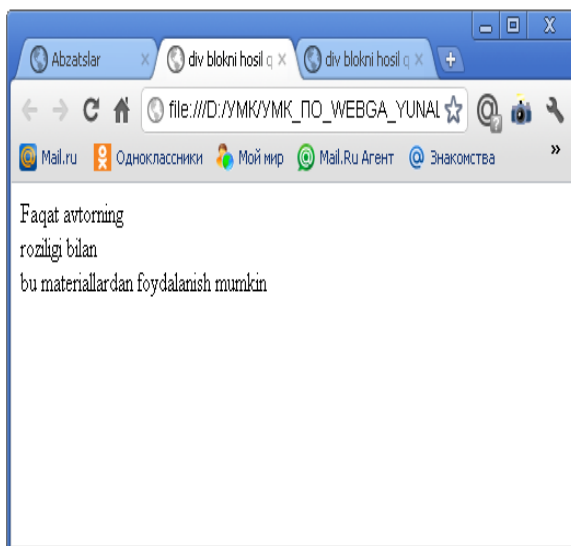 Abzatslar
div blokni hosil q
div blokni hosil q
file:///D:/УМК/УМК_ПО_WEBGA_YUNAL
Mail.ru Одноклассники Мой мир Mail.Ru Агент Знакомства
Faqat avtorning
roziligi bilan
bu materiallardan foydalanish mumkin